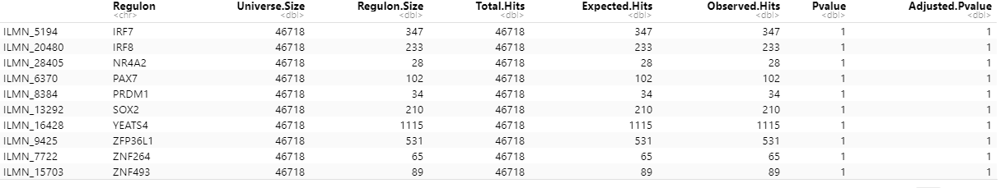 Regulon Universe.Size Regulon.Size Total.Hits Expected.Hits Observed.Hits Pvalue Adjusted.Pvalue
<chr> <dbl> <dbl> <dbl> <dbl> <dbl> <dbl> <dbl>
ILMN_5194 IRF7 46718 347 46718 347 347 1 1
ILMN_20480 IRF8 46718 233 46718 233 233 1 1
ILMN_28405 NR4A2 46718 28 46718 28 28 1 1
ILMN_6370 PAX7 46718 102 46718 102 102 1 1
ILMN_8384 PRDM1 46718 34 46718 34 34 1 1
ILMN_13292 SOX2 46718 210 46718 210 210 1 1
ILMN_16428 YEATS4 46718 1115 46718 1115 1115 1 1
ILMN_9425 ZFP36L1 46718 531 46718 531 531 1 1
ILMN_7722 ZNF264 46718 65 46718 65 65 1 1
ILMN_15703 ZNF493 46718 89 46718 89 89 1 1